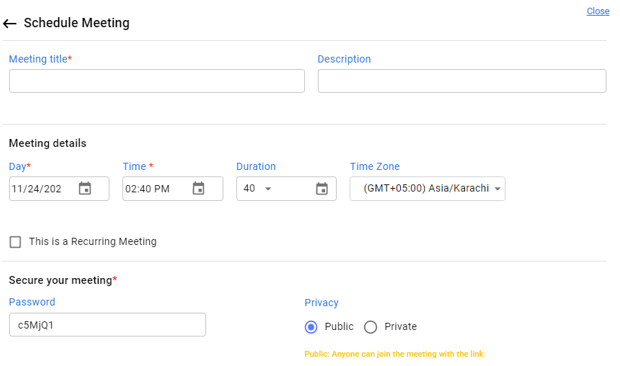 Close
Schedule Meeting
Meeting title* Description
Meeting details
Day* Time * Duration Time Zone
11/24/202 02:40 PM 40 (GMT+05:00) Asia/Karachi
This is a Recurring Meeting
Secure your meeting*
Password Privacy
c5MjQ1 Public Private
Public: Anyone can join the meeting with the link.